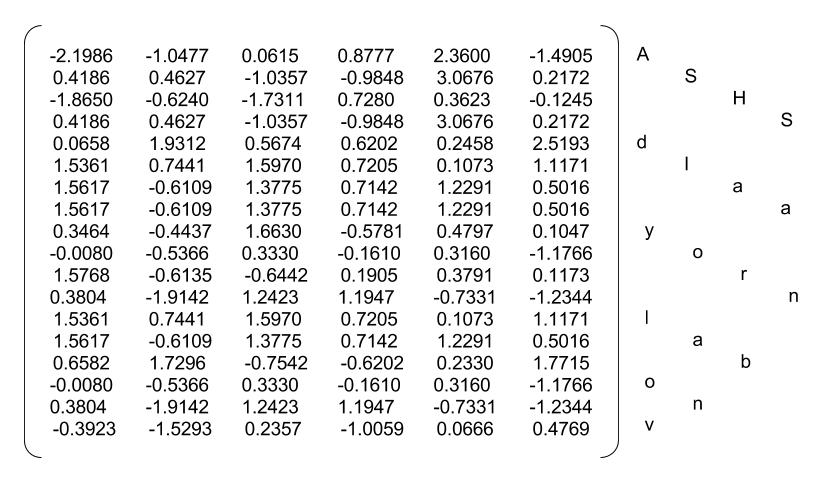 -2.1986 -1.0477 0.0615 0.8777 2.3600 -1.4905 A
0.4186 0.4627 -1.0357 -0.9848 3.0676 0.2172 S
-1.8650 -0.6240 -1.7311 0.7280 0.3623 -0.1245 H
0.4186 0.4627 -1.0357 -0.9848 3.0676 0.2172 S
0.0658 1.9312 0.5674 0.6202 0.2458 2.5193 d
1.5361 0.7441 1.5970 0.7205 0.1073 1.1171 l
1.5617 -0.6109 1.3775 0.7142 1.2291 0.5016 a
1.5617 -0.6109 1.3775 0.7142 1.2291 0.5016 a
0.3464 -0.4437 1.6630 -0.5781 0.4797 0.1047 y
-0.0080 -0.5366 0.3330 -0.1610 0.3160 -1.1766 o
1.5768 -0.6135 -0.6442 0.1905 0.3791 0.1173 r
0.3804 -1.9142 1.2423 1.1947 -0.7331 -1.2344 n
1.5361 0.7441 1.5970 0.7205 0.1073 1.1171 l
1.5617 -0.6109 1.3775 0.7142 1.2291 0.5016 a
0.6582 1.7296 -0.7542 -0.6202 0.2330 1.7715 b
-0.0080 -0.5366 0.3330 -0.1610 0.3160 -1.1766 o
0.3804 -1.9142 1.2423 1.1947 -0.7331 -1.2344 n
-0.3923 -1.5293 0.2357 -1.0059 0.0666 0.4769 v